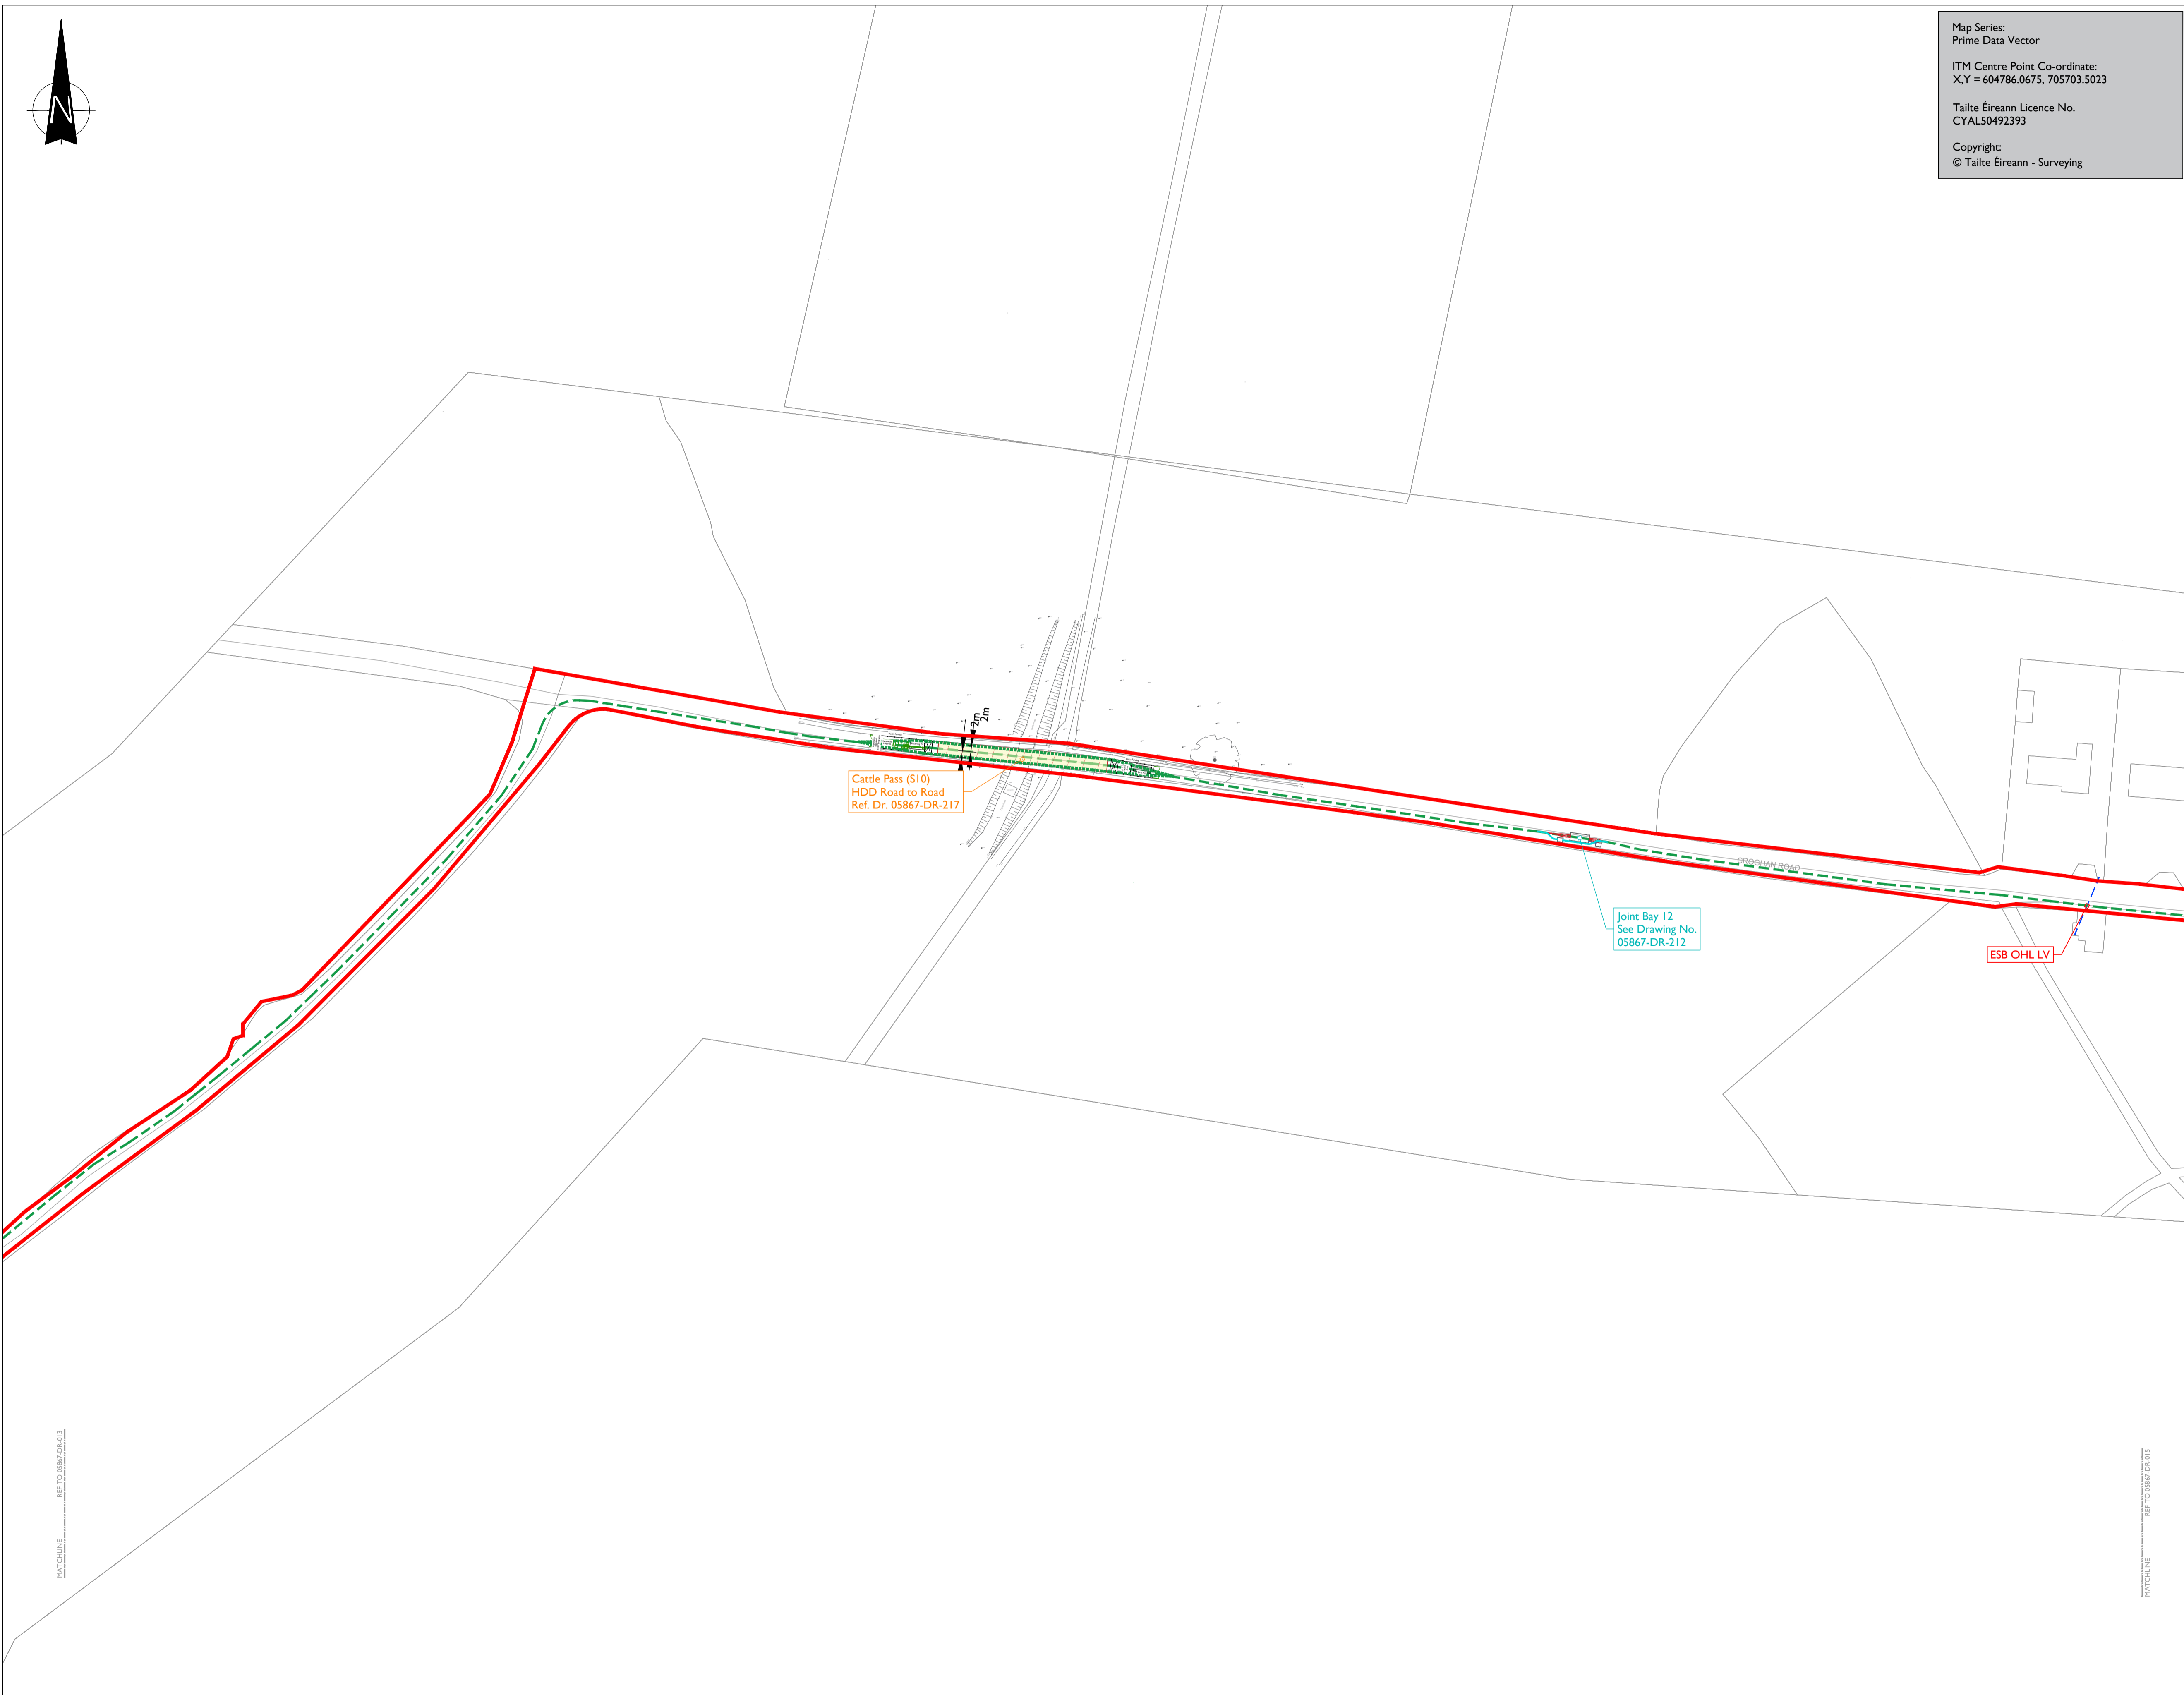 Map Series:
Prime Data Vector
ITM Centre Point Co-ordinate:
X,Y = 604786.0675, 705703.5023
Tailte Éireann Licence No.
CYAL50492393
Copyright:
© Tailte Éireann - Surveying
N
2m
2m
Cattle Pass (S10)
HDD Road to Road
Ref. Dr. 05867-DR-217
CROGHAN ROAD
Joint Bay 12
See Drawing No.
05867-DR-212
ESB OHL LV
MATCHLINE REF TO 05867-DR-013
MATCHLINE REF TO 05867-DR-015